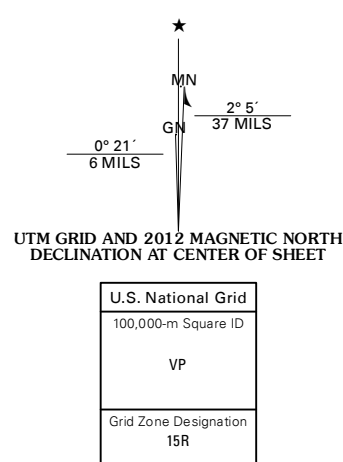 ★
MN
2° 5´
37 MILS
GN
0° 21´
6 MILS
UTM GRID AND 2012 MAGNETIC NORTH
DECLINATION AT CENTER OF SHEET
U.S. National Grid
100,000-m Square ID
VP
Grid Zone Designation
15R